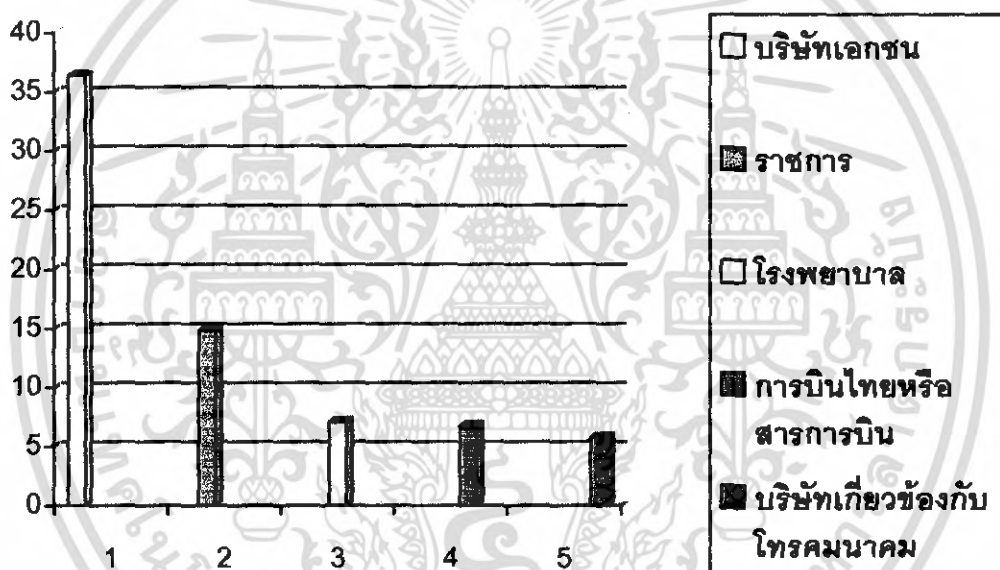 40
35
30
25
20
15
10
5
0
1 2 3 4 5
บริษัทเอกชน
ราชการ
โรงพยาบาล
การบินไทยหรือ
สารการบิน
บริษัทเกี่ยวข้องกับ
โทรคมนาคม